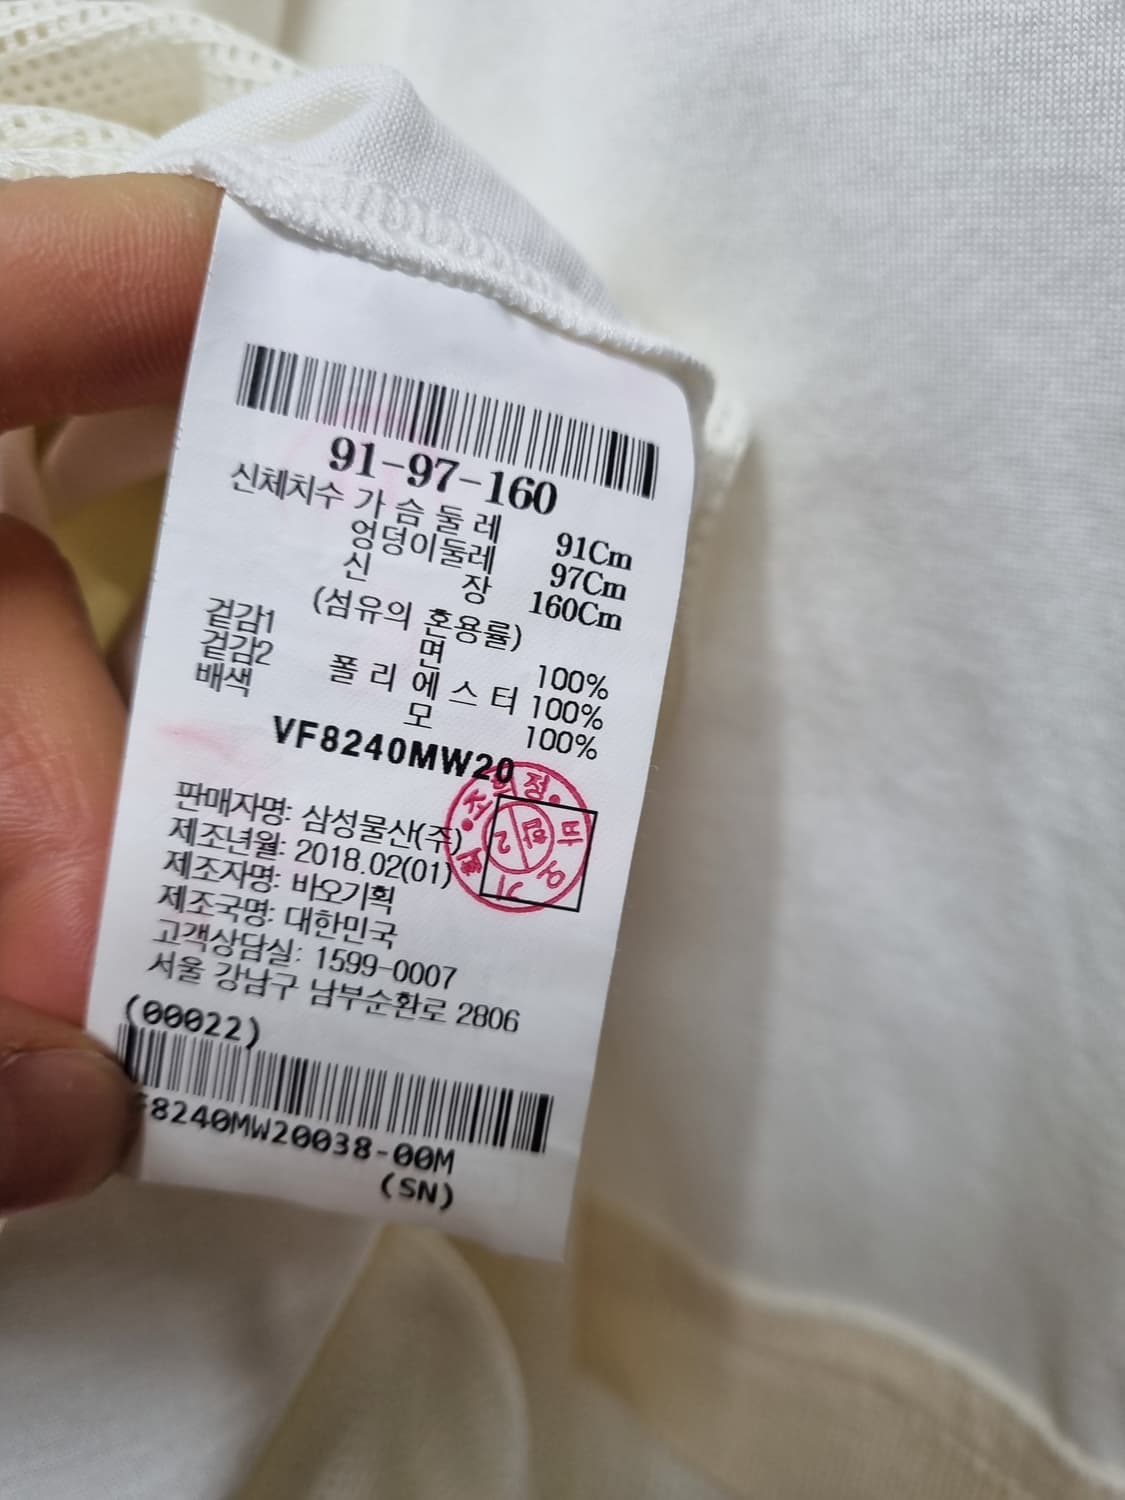 91-97-160
신체치수 가슴둘레 91Cm
엉덩이둘레 97Cm
신장 160Cm
(섬유의 혼용률)
겉감1 면 100%
겉감2 폴리에스터 100%
배색 모 100%
VF8240MW20
판매자명: 삼성물산(주)
제조년월: 2018.02(01)
제조자명: 바오기획
제조국명: 대한민국
고객상담실: 1599-0007
서울 강남구 남부순환로 2806
(00022)
F8240MW20038-00M
(SN)